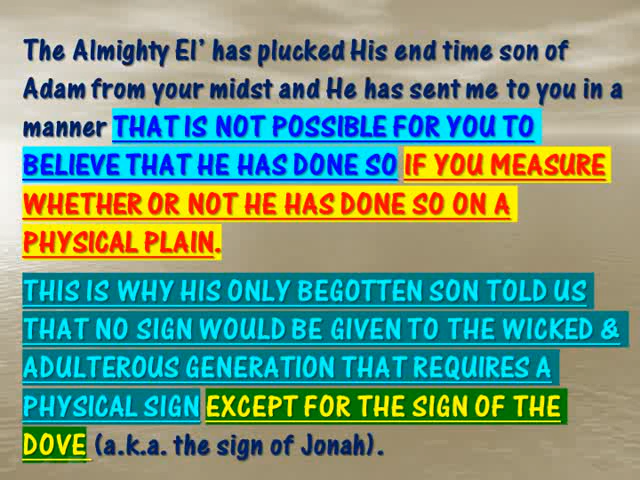 The Almighty El’ has plucked His end time son of
Adam from your midst and He has sent me to you in a
manner THAT IS NOT POSSIBLE FOR YOU TO
BELIEVE THAT HE HAS DONE SO IF YOU MEASURE
WHETHER OR NOT HE HAS DONE SO ON A
PHYSICAL PLAIN.
THIS IS WHY HIS ONLY BEGOTTEN SON TOLD US
THAT NO SIGN WOULD BE GIVEN TO THE WICKED &
ADULTEROUS GENERATION THAT REQUIRES A
PHYSICAL SIGN EXCEPT FOR THE SIGN OF THE
DOVE (a.k.a. the sign of Jonah).